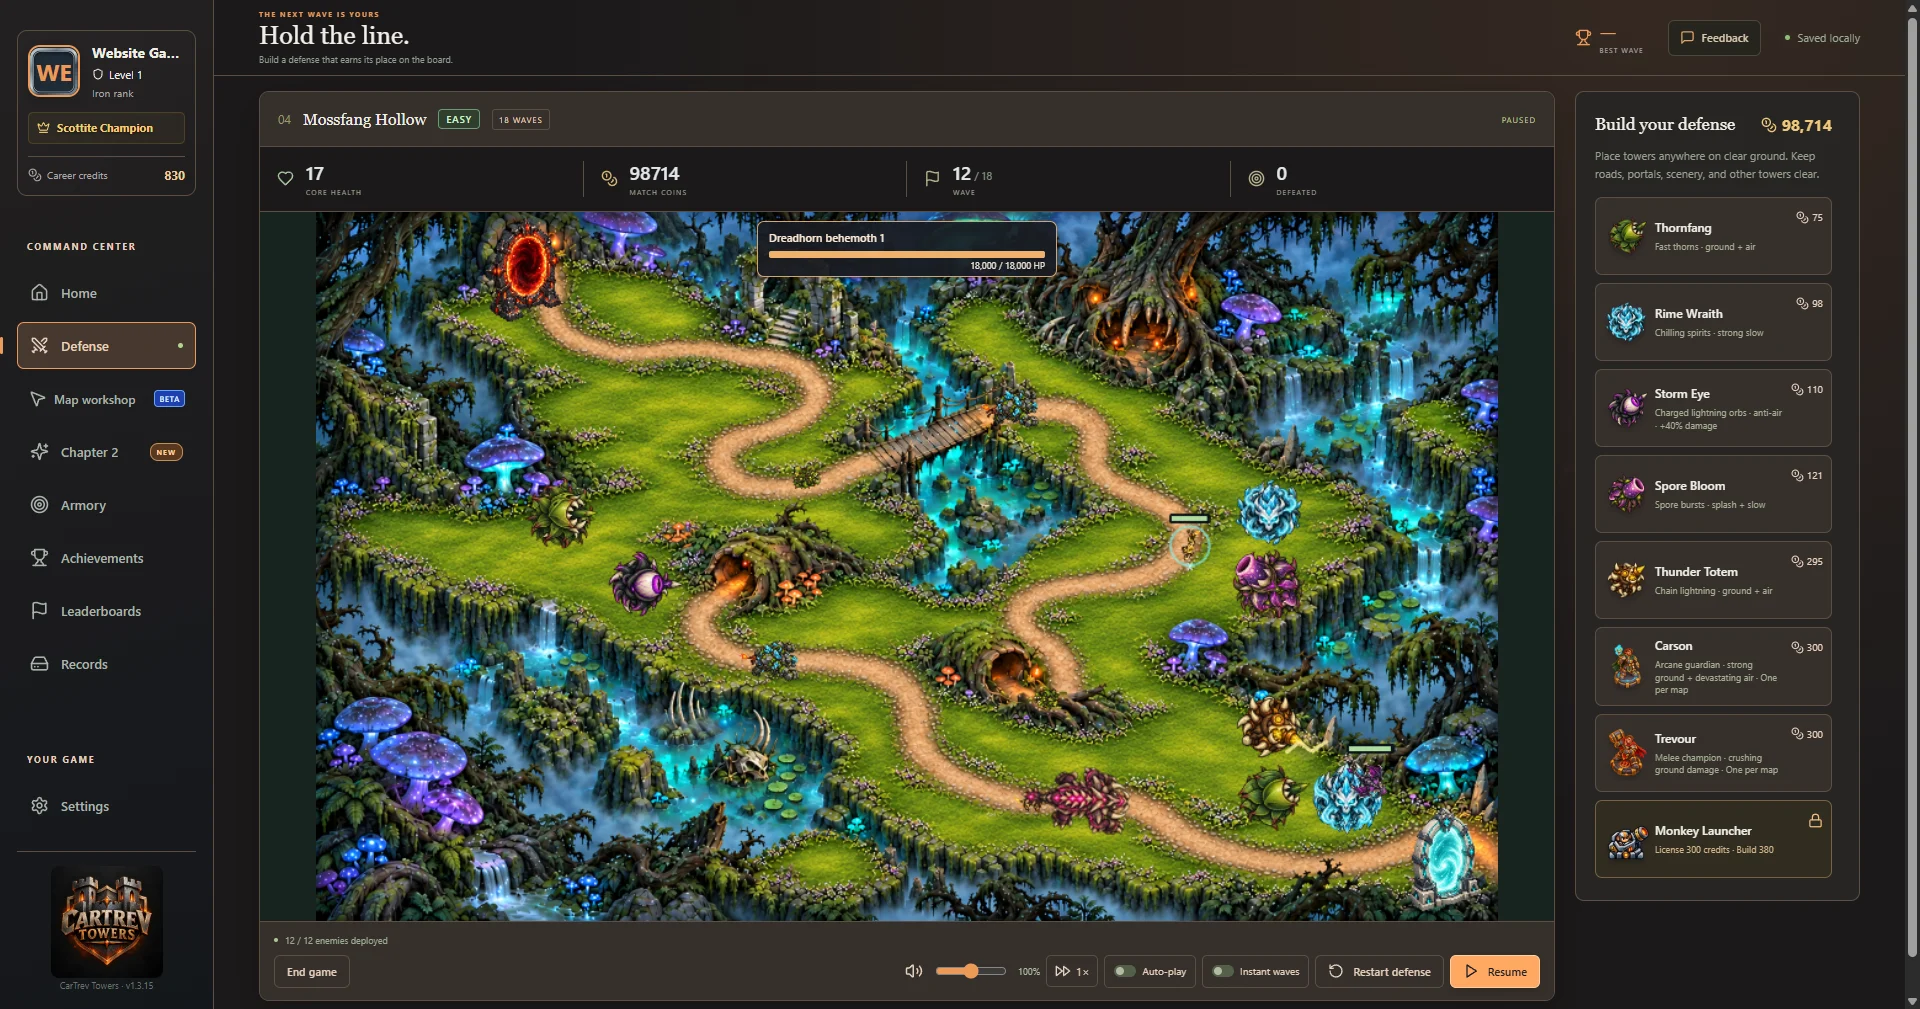 WE
Website Ga...
Level 1
Iron rank
Scottite Champion
Career credits 830
COMMAND CENTER
Home
Defense
Map workshop BETA
Chapter 2 NEW
Armory
Achievements
Leaderboards
Records
YOUR GAME
Settings
CARTREV
TOWERS
CarTrev Towers · v1.3.15
THE NEXT WAVE IS YOURS
Hold the line.
Build a defense that earns its place on the board.
—
BEST WAVE
Feedback
Saved locally
04 Mossfang Hollow EASY 18 WAVES
PAUSED
17
CORE HEALTH
98714
MATCH COINS
12 / 18
WAVE
0
DEFEATED
Dreadhorn behemoth 1
18,000 / 18,000 HP
12 / 12 enemies deployed
End game
100%
1×
Auto-play
Instant waves
Restart defense
Resume
Build your defense 98,714
Place towers anywhere on clear ground. Keep
roads, portals, scenery, and other towers clear.
Thornfang 75
Fast thorns · ground + air
Rime Wraith 98
Chilling spirits · strong slow
Storm Eye 110
Charged lightning orbs · anti-air
· +40% damage
Spore Bloom 121
Spore bursts · splash + slow
Thunder Totem 295
Chain lightning · ground + air
Carson 300
Arcane guardian · strong
ground + devastating air · One
per map
Trevour 300
Melee champion · crushing
ground damage · One per map
Monkey Launcher
License 300 credits · Build 380